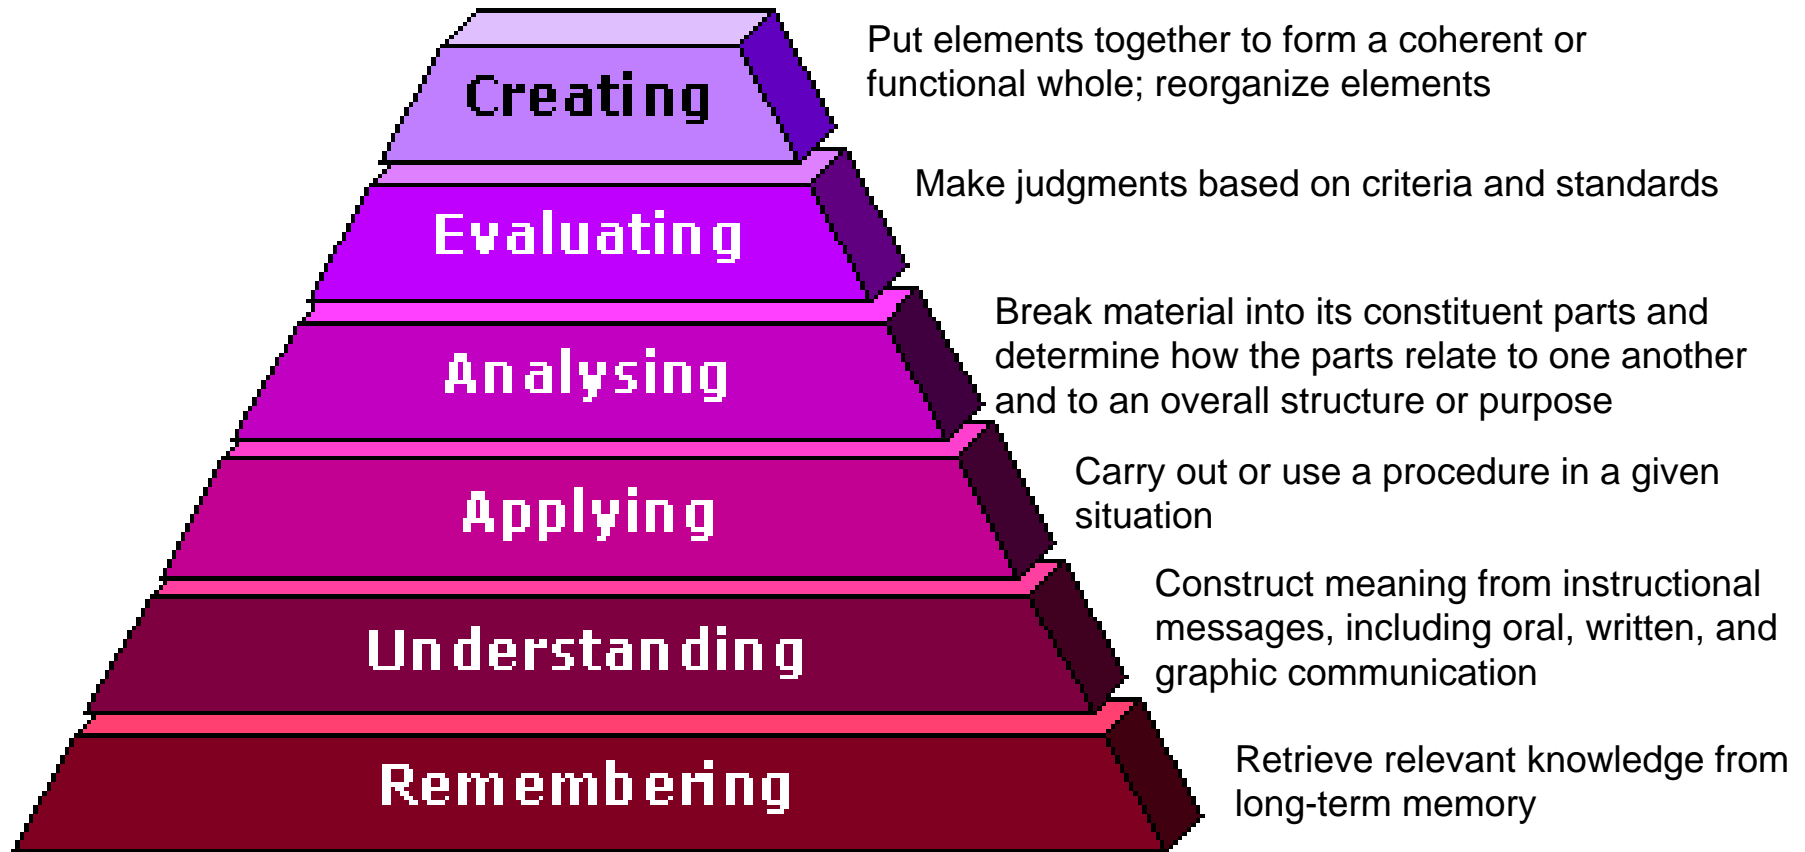 Creating
Put elements together to form a coherent or
functional whole; reorganize elements
Evaluating
Make judgments based on criteria and standards
Analysing
Break material into its constituent parts and
determine how the parts relate to one another
and to an overall structure or purpose
Applying
Carry out or use a procedure in a given
situation
Understanding
Construct meaning from instructional
messages, including oral, written, and
graphic communication
Remembering
Retrieve relevant knowledge from
long-term memory